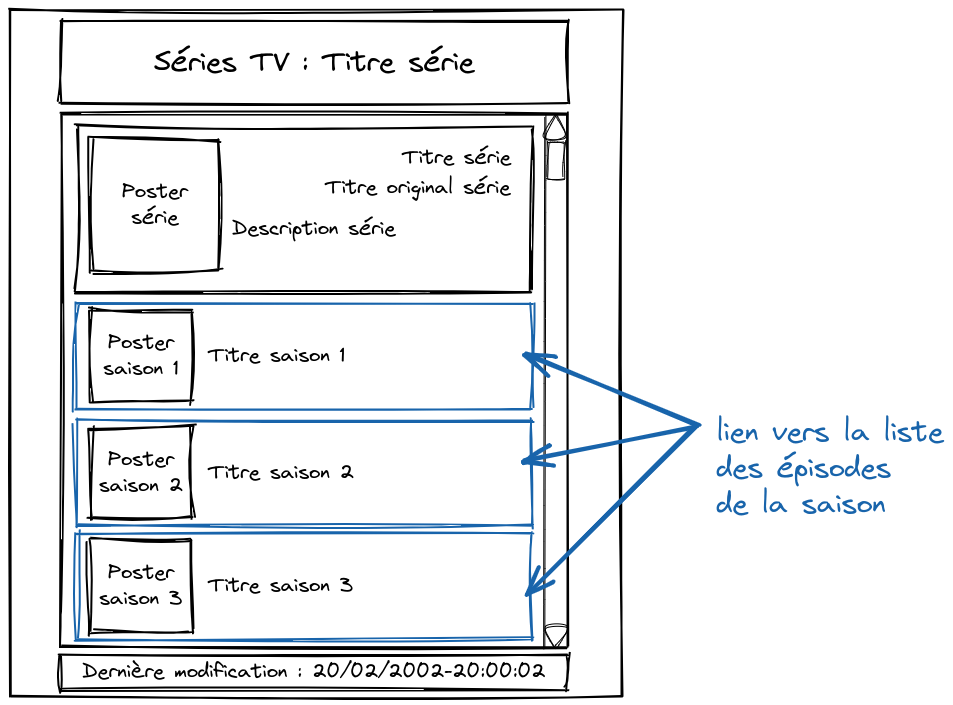 Séries TV : Titre série
Poster
série
Titre série
Titre original série
Description série
Poster
saison 1
Titre saison 1
Poster
saison 2
Titre saison 2
Poster
saison 3
Titre saison 3
lien vers la liste
des épisodes
de la saison
Dernière modification : 20/02/2002-20:00:02